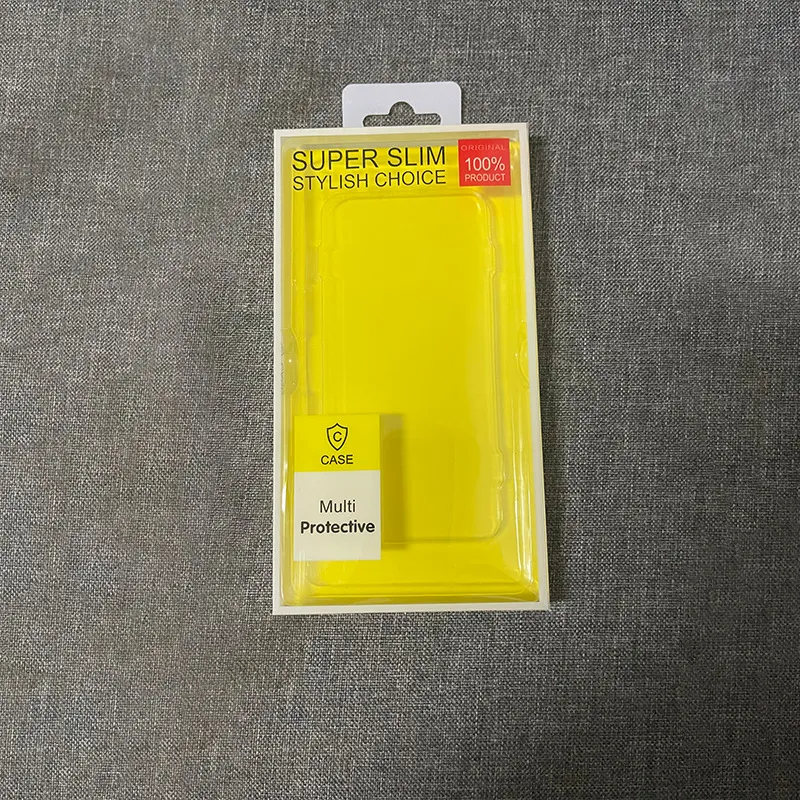 SUPER SLIM
STYLISH CHOICE
ORIGINAL
100%
PRODUCT
C
CASE
Multi
Protective